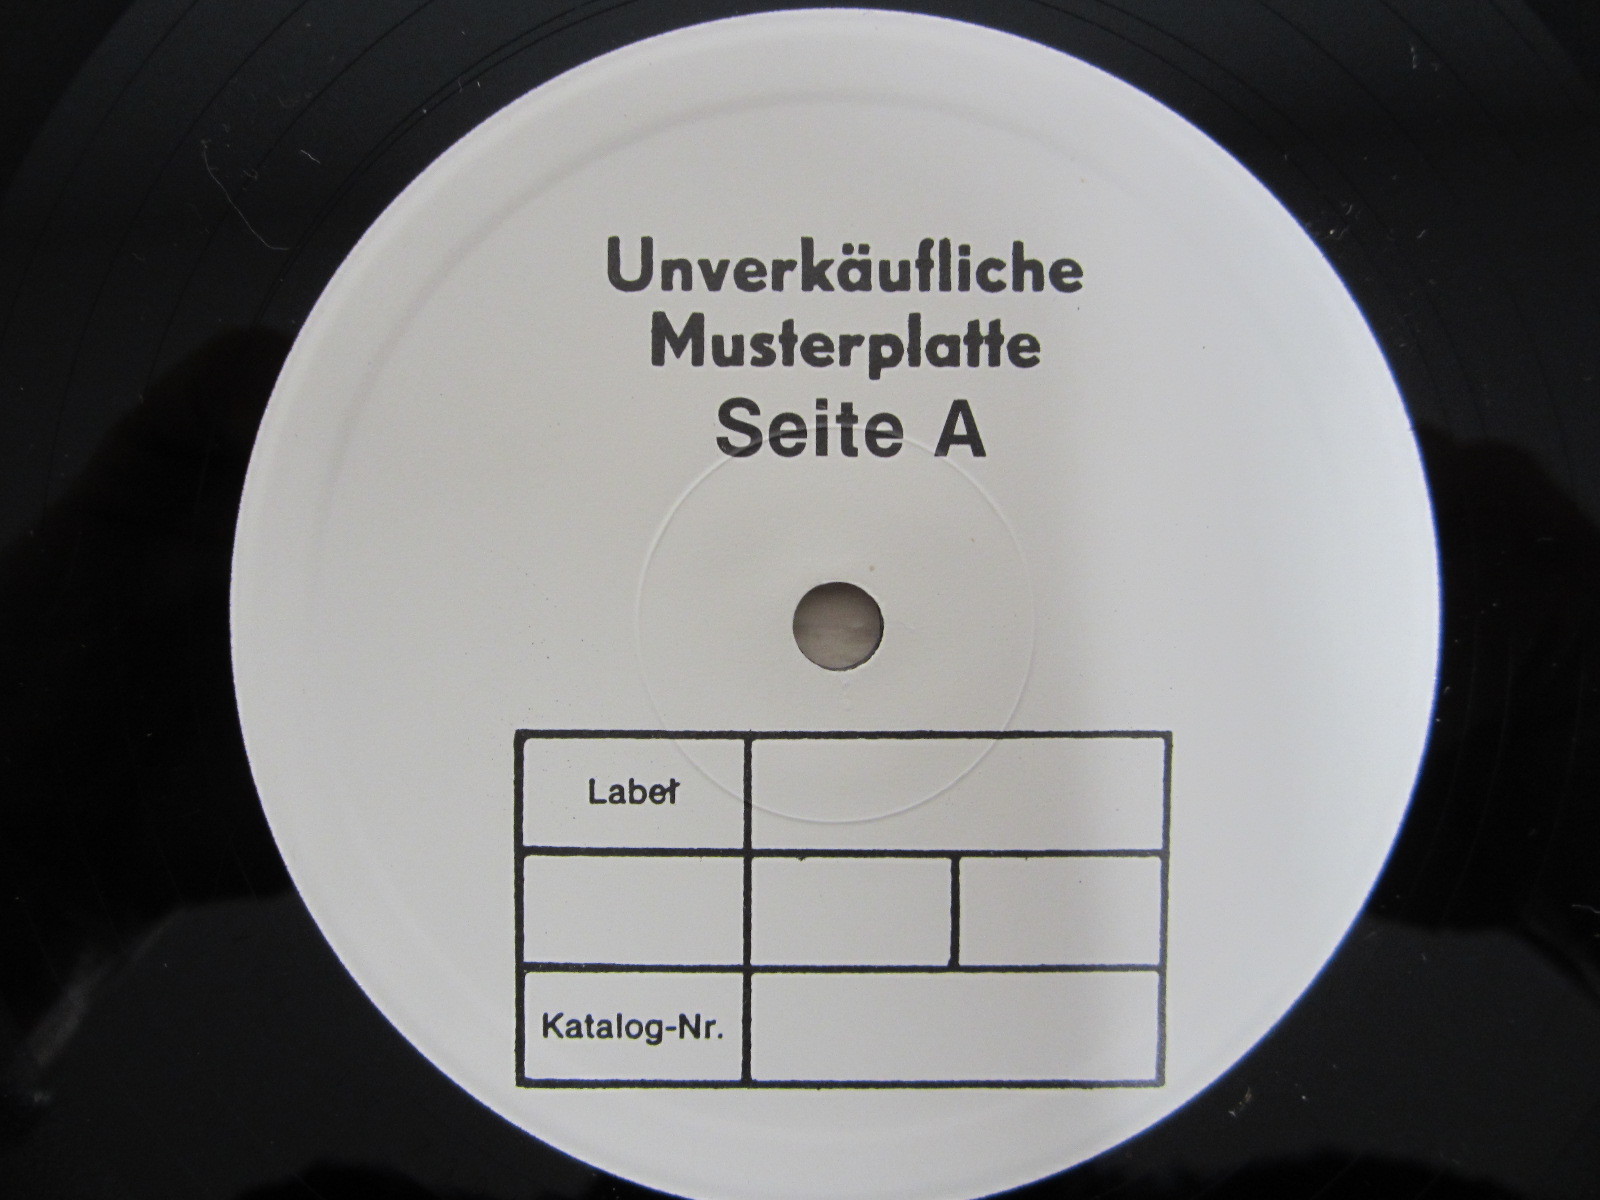 Unverkäufliche
Musterplatte
Seite A
Label
Katalog-Nr.